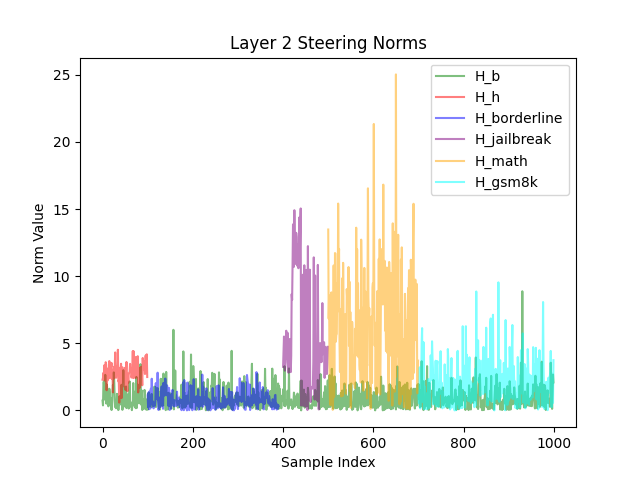 Layer 2 Steering Norms
25
20
15
10
5
0
Norm Value
0
200
400
600
800
1000
Sample Index
H_b
H_h
H_borderline
H_jailbreak
H_math
H_gsm8k